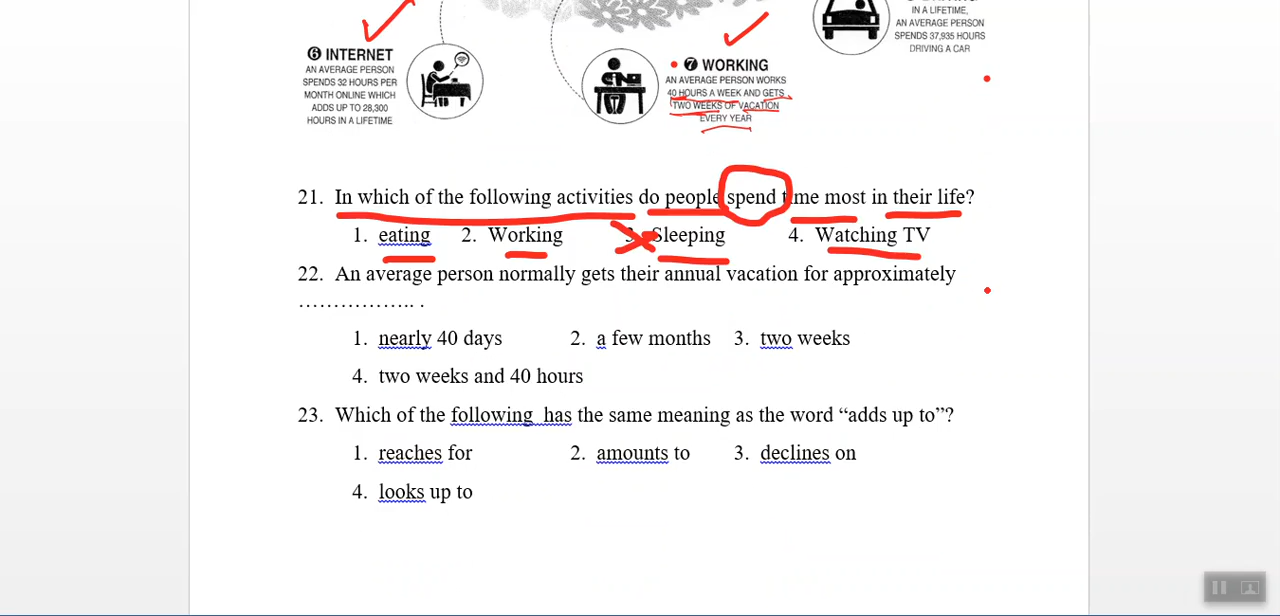 IN A LIFETIME,
AN AVERAGE PERSON
SPENDS 37,935 HOURS
DRIVING A CAR
❻ INTERNET
AN AVERAGE PERSON
SPENDS 32 HOURS PER
MONTH ONLINE WHICH
ADDS UP TO 28,300
HOURS IN A LIFETIME
❼ WORKING
AN AVERAGE PERSON WORKS
40 HOURS A WEEK AND GETS
TWO WEEKS OF VACATION
EVERY YEAR
21. In which of the following activities do people spend time most in their life?
1. eating 2. Working 3. Sleeping 4. Watching TV
22. An average person normally gets their annual vacation for approximately
…………….. .
1. nearly 40 days 2. a few months 3. two weeks
4. two weeks and 40 hours
23. Which of the following has the same meaning as the word “adds up to”?
1. reaches for 2. amounts to 3. declines on
4. looks up to